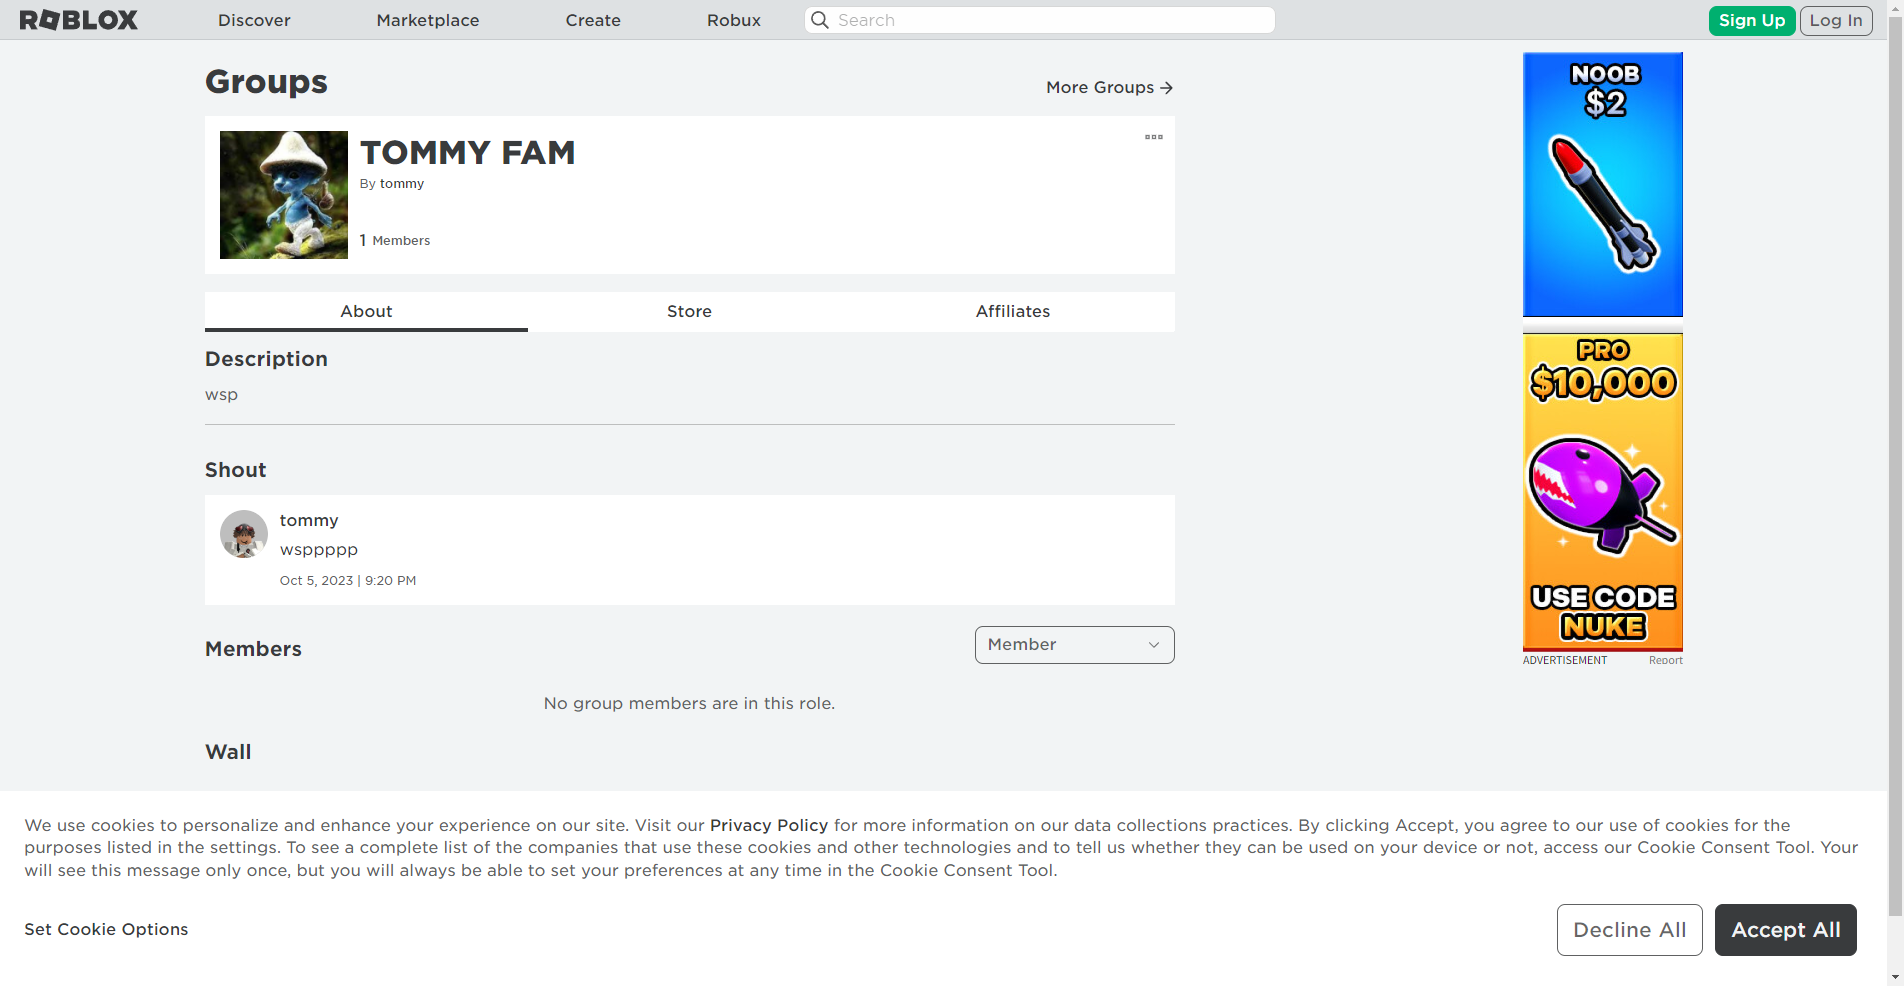 ROBLOX
Discover
Marketplace
Create
Robux
Search
Sign Up
Log In
Groups
More Groups
TOMMY FAM
By tommy
1 Members
About
Store
Affiliates
Description
wsp
Shout
tommy
wsppppp
Oct 5, 2023 | 9:20 PM
Members
Member
No group members are in this role.
Wall
NOOB
$2
PRO
$10,000
USE CODE
NUKE
ADVERTISEMENT
Report
We use cookies to personalize and enhance your experience on our site. Visit our Privacy Policy for more information on our data collections practices. By clicking Accept, you agree to our use of cookies for the
purposes listed in the settings. To see a complete list of the companies that use these cookies and other technologies and to tell us whether they can be used on your device or not, access our Cookie Consent Tool. Your
will see this message only once, but you will always be able to set your preferences at any time in the Cookie Consent Tool.
Set Cookie Options
Decline All
Accept All